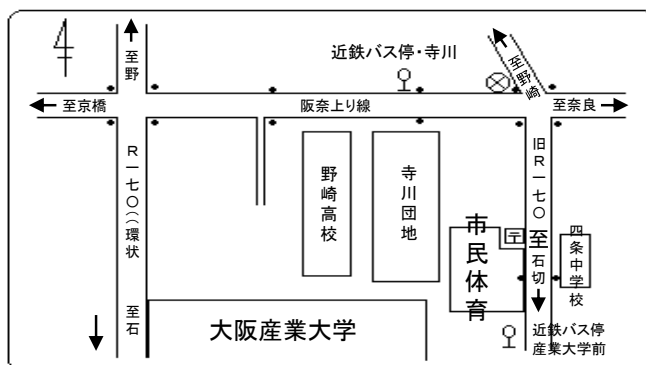 至野
近鉄バス停・寺川
至野崎
至京橋
阪奈上り線
至奈良
R一七〇((環状
至石
野崎高校
寺川団地
市民体育
〒
旧R一七〇
至石切
四条中学校
大阪産業大学
近鉄バス停
産業大学前